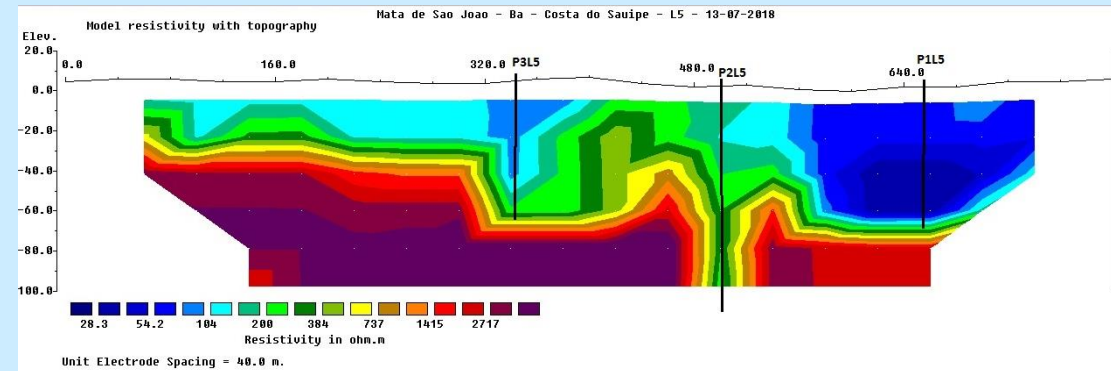 Mata de Sao Joao - Ba - Costa do Sauipe - L5 - 13-07-2018
Model resistivity with topography
Elev.
20.0
0.0 160.0 320.0 P3L5 480.0 P2L5 640.0 P1L5
0.0
-20.0
-40.0
-60.0
-80.0
100.0
28.3 54.2 104 200 384 737 1415 2717
Resistivity in ohm.m
Unit Electrode Spacing = 40.0 m.